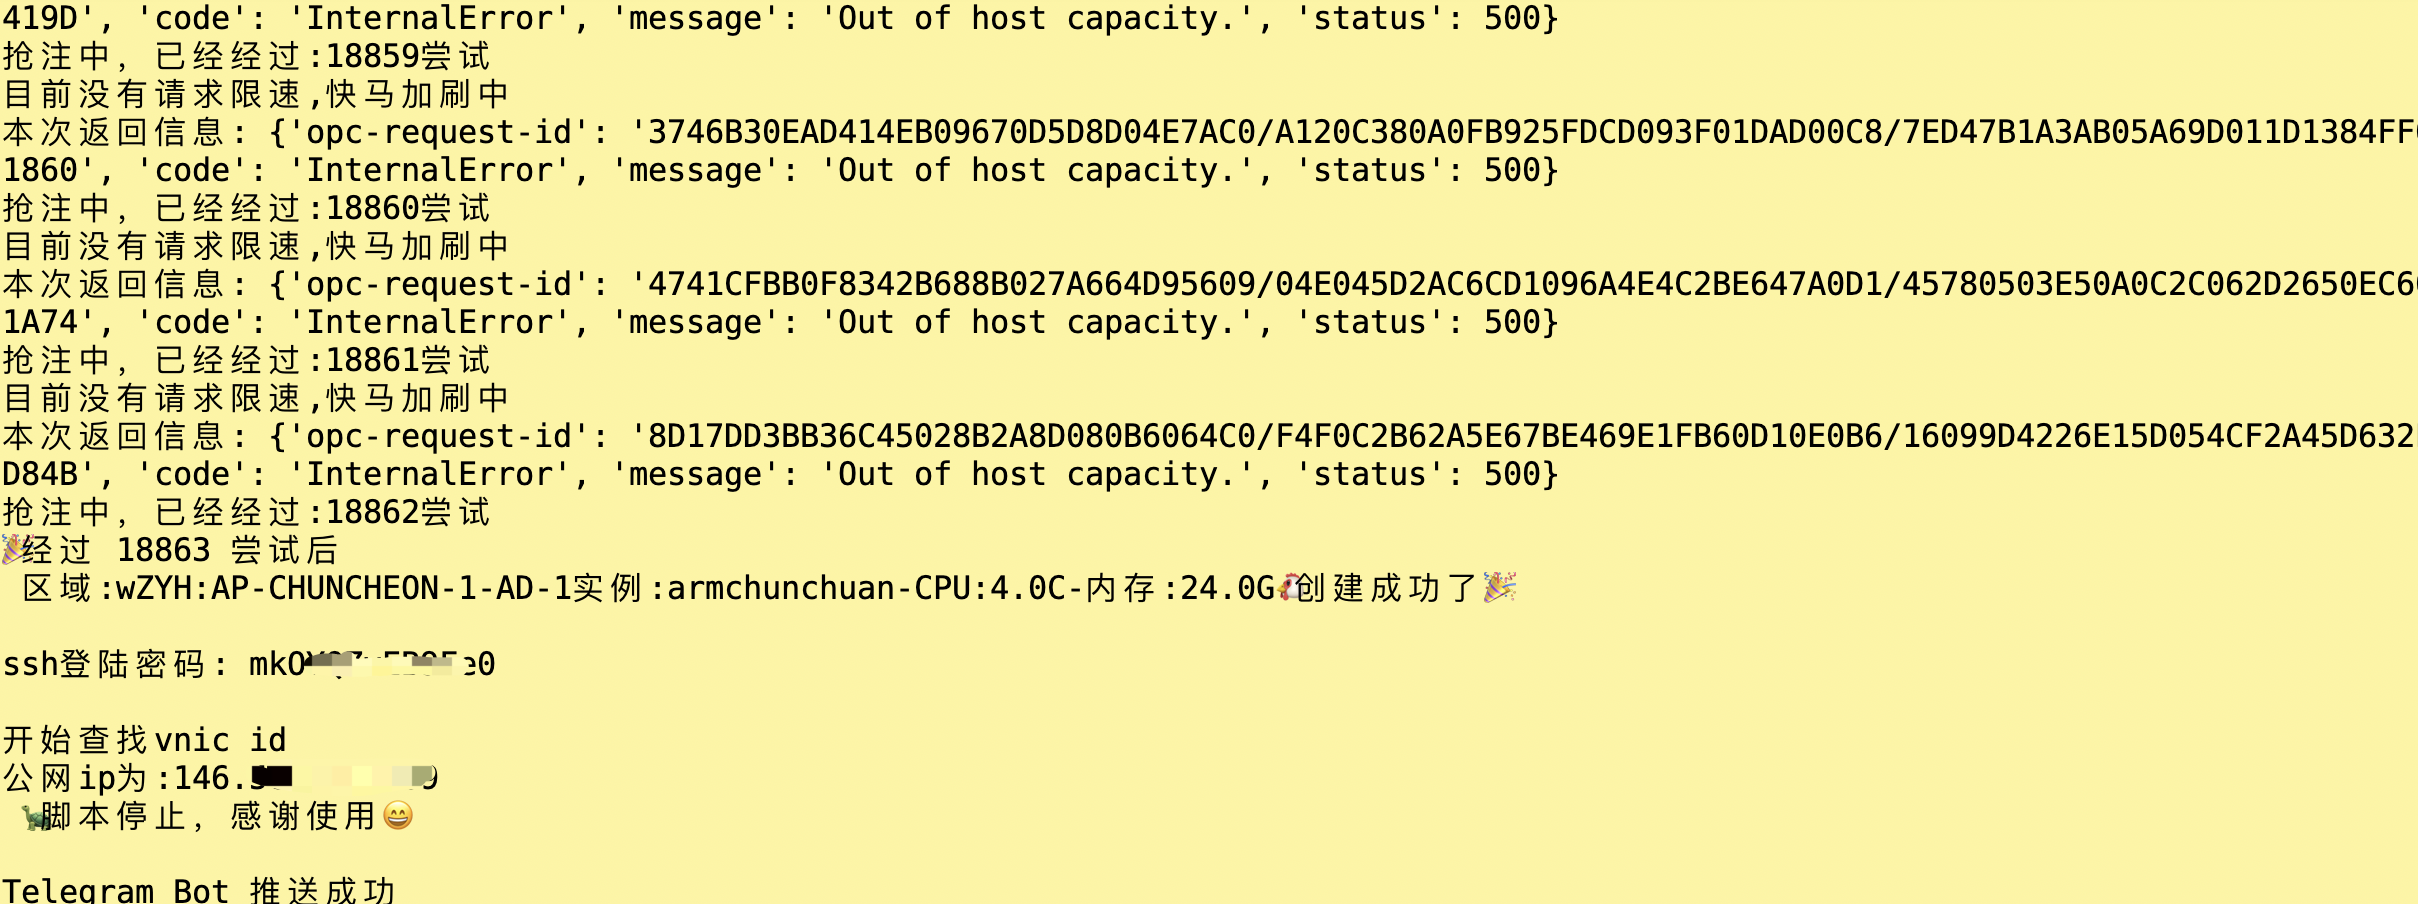 419D', 'code': 'InternalError', 'message': 'Out of host capacity.', 'status': 500}
抢注中，已经经过:18859尝试
目前没有请求限速,快马加刷中
本次返回信息: {'opc-request-id': '3746B30EAD414EB09670D5D8D04E7AC0/A120C380A0FB925FDCD093F01DAD00C8/7ED47B1A3AB05A69D011D1384FF
1860', 'code': 'InternalError', 'message': 'Out of host capacity.', 'status': 500}
抢注中，已经经过:18860尝试
目前没有请求限速,快马加刷中
本次返回信息: {'opc-request-id': '4741CFBB0F8342B688B027A664D95609/04E045D2AC6CD1096A4E4C2BE647A0D1/45780503E50A0C2C062D2650EC6
1A74', 'code': 'InternalError', 'message': 'Out of host capacity.', 'status': 500}
抢注中，已经经过:18861尝试
目前没有请求限速,快马加刷中
本次返回信息: {'opc-request-id': '8D17DD3BB36C45028B2A8D080B6064C0/F4F0C2B62A5E67BE469E1FB60D10E0B6/16099D4226E15D054CF2A45D632
D84B', 'code': 'InternalError', 'message': 'Out of host capacity.', 'status': 500}
抢注中，已经经过:18862尝试
🎉经过 18863 尝试后
区域:wZYH:AP-CHUNCHEON-1-AD-1实例:armchunchuan-CPU:4.0C-内存:24.0G🐔创建成功了🎉
ssh登陆密码:
开始查找vnic id
公网ip为:146.
🐢脚本停止，感谢使用😄
Telegram Bot 推送成功